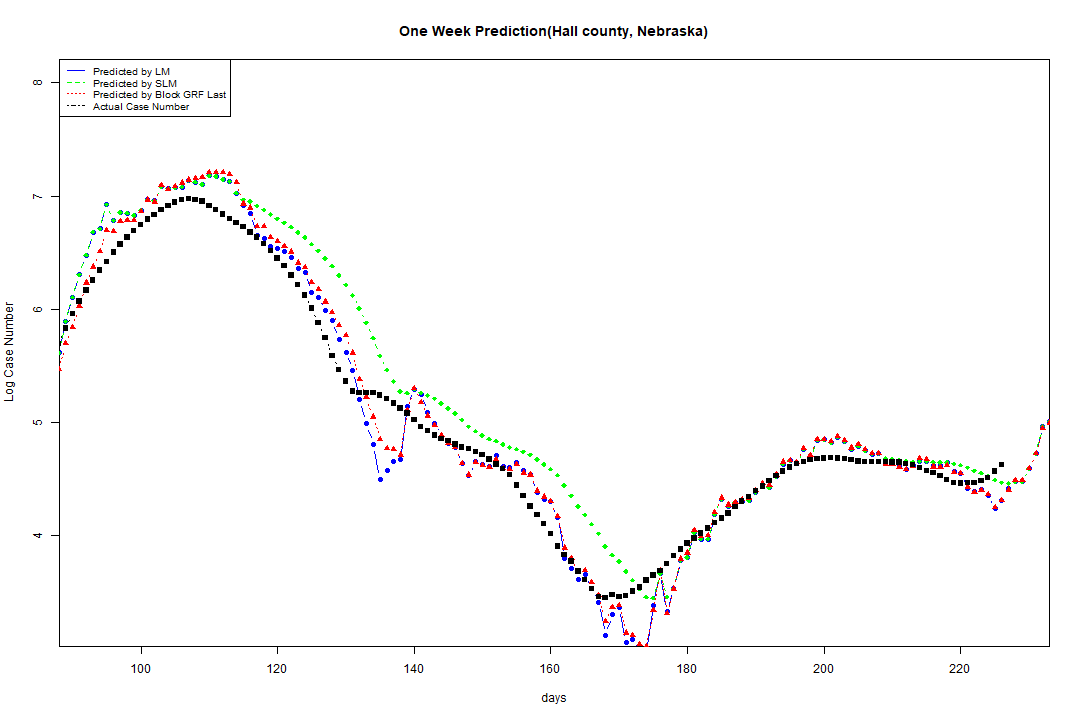 One Week Prediction(Hall county, Nebraska)
Predicted by LM
Predicted by SLM
Predicted by Block GRF Last
Actual Case Number
8
7
6
5
4
Log Case Number
100 120 140 160 180 200 220
days